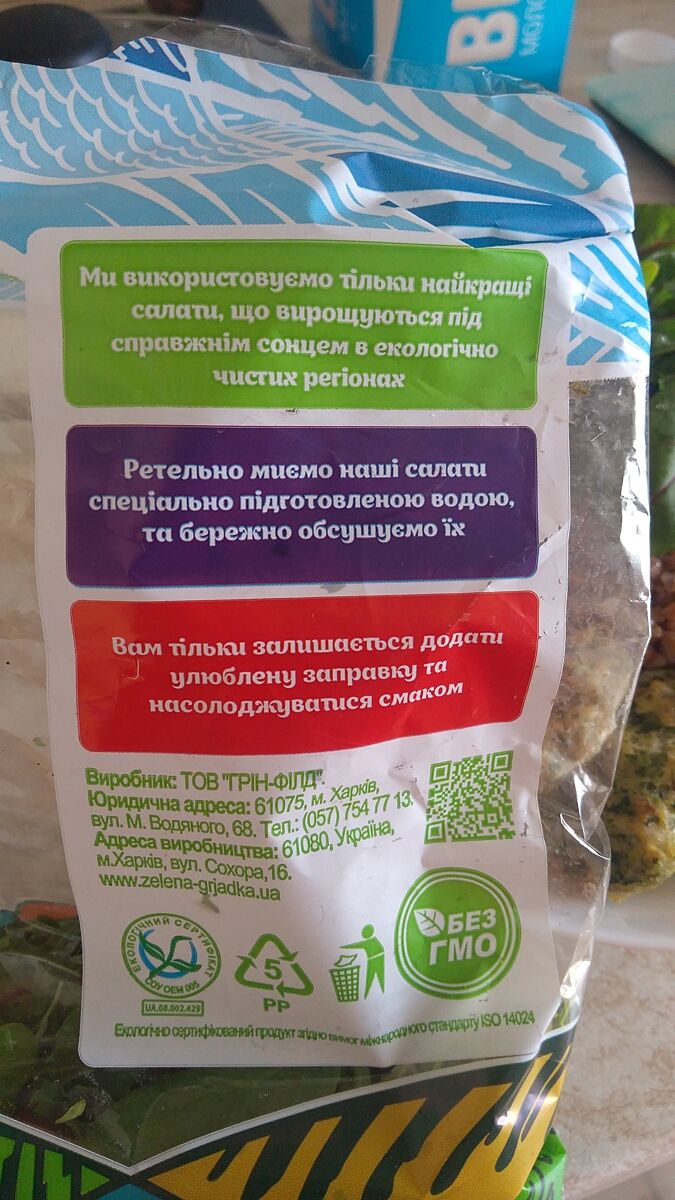 Ми використовуємо тільки найкращі
салати, що вирощуються під
справжнім сонцем в екологічно
чистих регіонах
Ретельно миємо наші салати
спеціально підготовленою водою,
та бережно обсушуємо їх
Вам тільки залишається додати
улюблену заправку та
насолоджуватися смаком
Виробник: ТОВ "ГРІН-ФІЛД".
Юридична адреса: 61075, м. Харків,
вул. М. Водяного, 68. Тел.: (057) 754 77 13.
Адреса виробництва: 61080, Україна,
м.Харків, вул. Сохора,16.
www.zelena-grjadka.ua
ЕКОЛОГІЧНИЙ СЕРТИФІКАТ
СОУ ОЕМ 005
UA.08.002.429
5
PP
БЕЗ
ГМО
Екологічно сертифікований продукт згідно вимог міжнародного стандарту ISO 14024